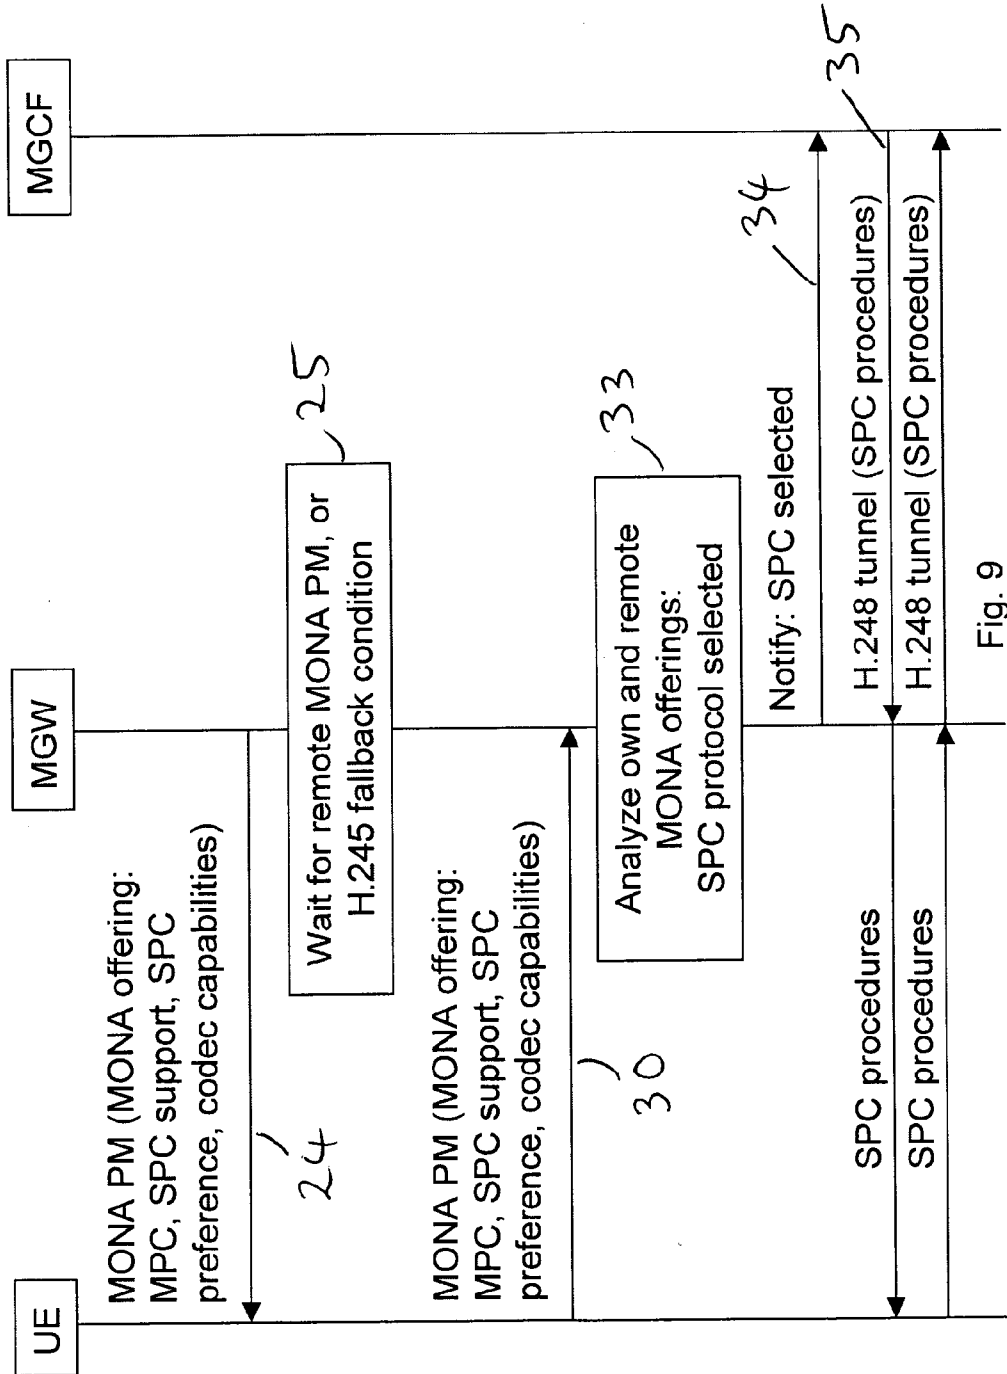 UE
MGW
MGCF
MONA PM (MONA offering:
MPC, SPC support, SPC
preference, codec capabilities)
24
Wait for remote MONA PM, or
H.245 fallback condition
25
MONA PM (MONA offering:
MPC, SPC support, SPC
preference, codec capabilities)
30
Analyze own and remote
MONA offerings:
SPC protocol selected
33
Notify: SPC selected
34
SPC procedures
H.248 tunnel (SPC procedures)
35
SPC procedures
H.248 tunnel (SPC procedures)
Fig. 9